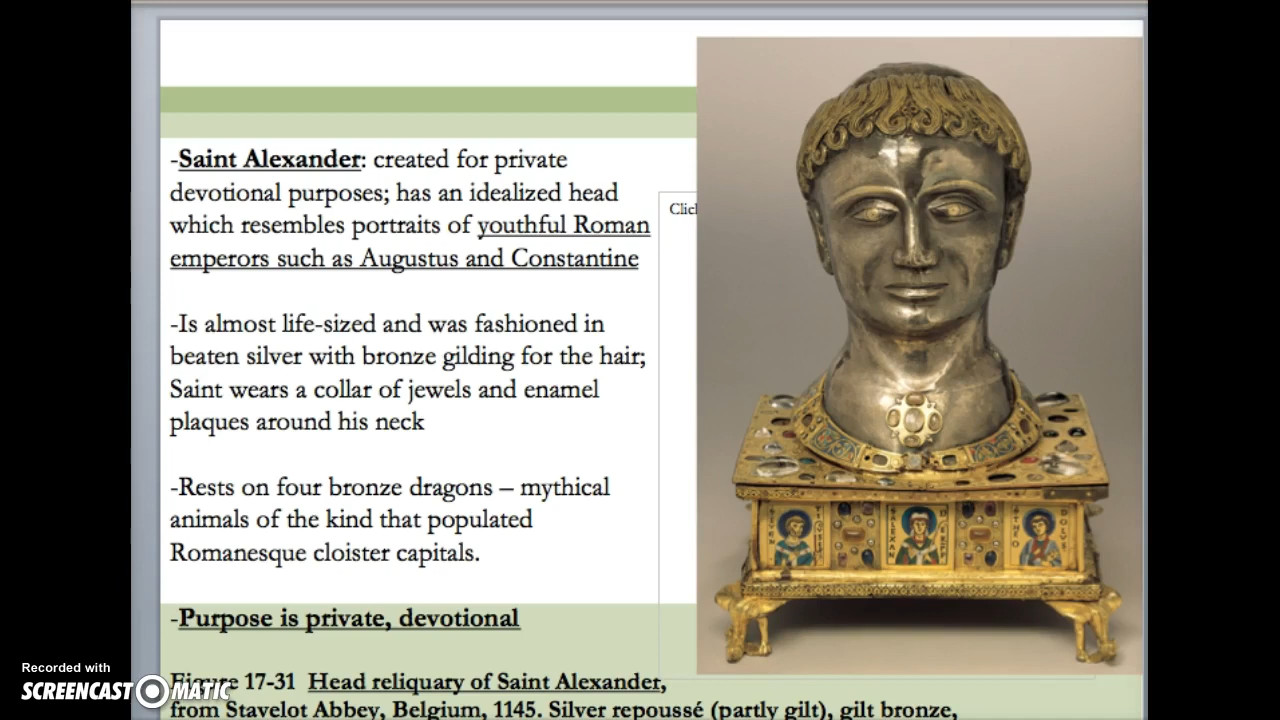 -Saint Alexander: created for private
devotional purposes; has an idealized head
which resembles portraits of youthful Roman
emperors such as Augustus and Constantine
Click
-Is almost life-sized and was fashioned in
beaten silver with bronze gilding for the hair;
Saint wears a collar of jewels and enamel
plaques around his neck
-Rests on four bronze dragons – mythical
animals of the kind that populated
Romanesque cloister capitals.
-Purpose is private, devotional
Figure 17-31 Head reliquary of Saint Alexander,
from Stavelot Abbey, Belgium, 1145. Silver repoussé (partly gilt), gilt bronze,
Recorded with
SCREENCAST MATIC